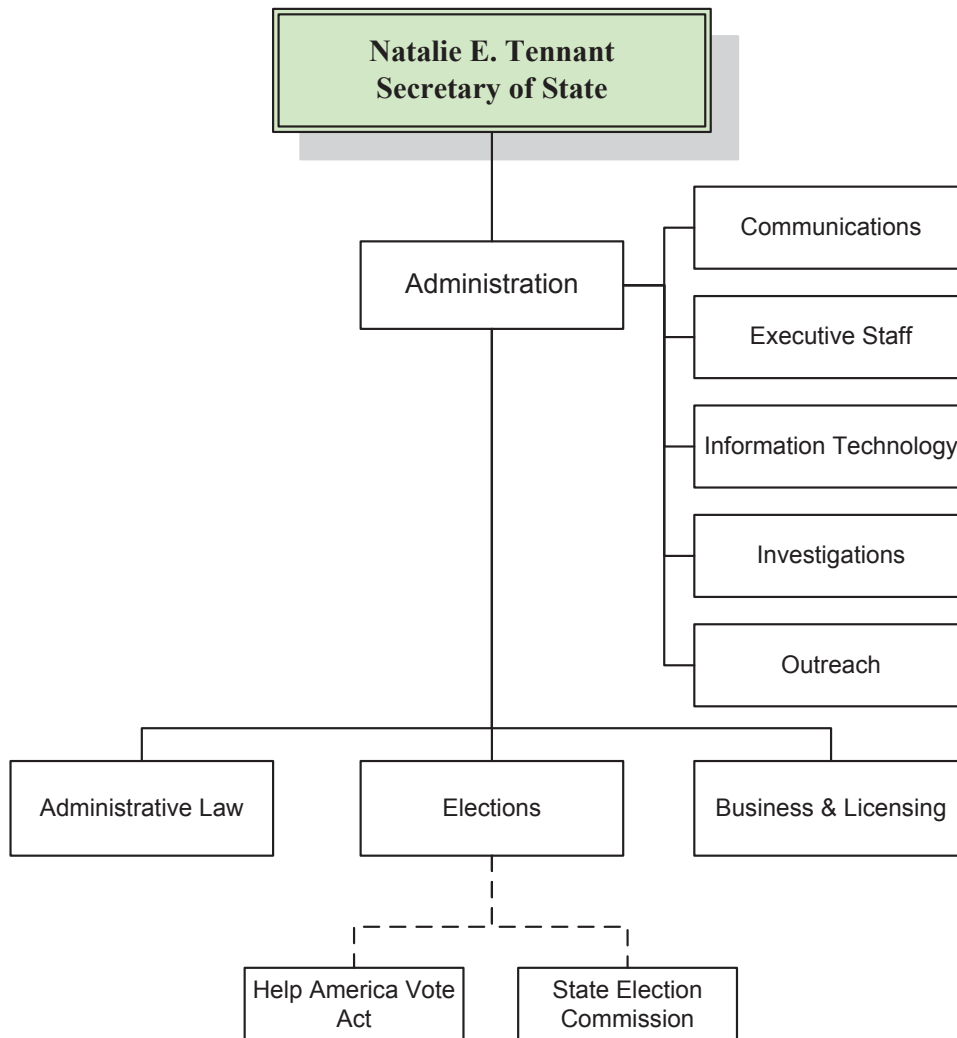 Natalie E. Tennant
Secretary of State
Communications
Administration
Executive Staff
Information Technology
Investigations
Outreach
Administrative Law
Elections
Business & Licensing
Help America Vote
Act
State Election
Commission